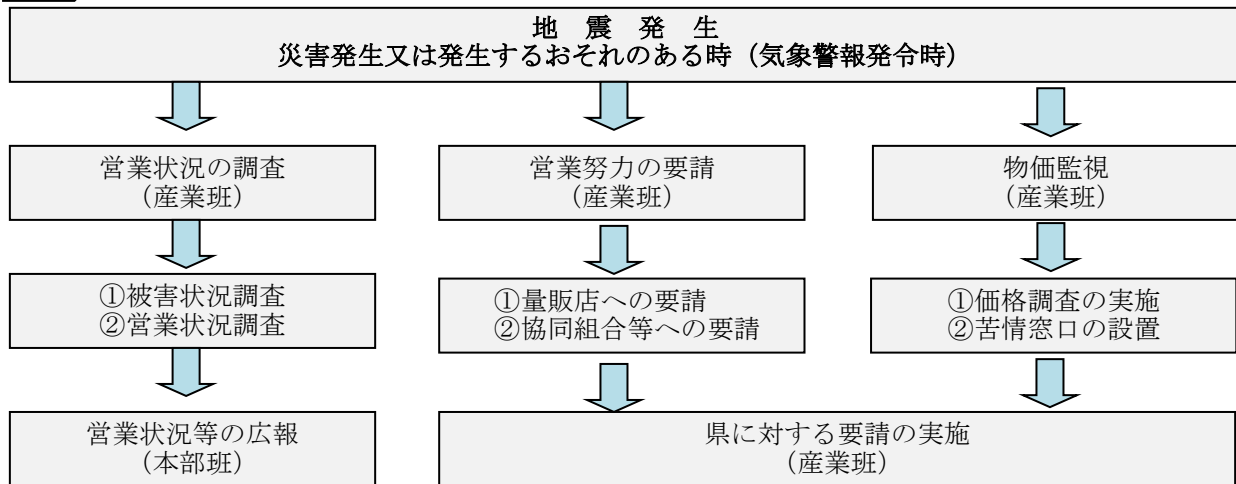 地　震　発　生
災害発生又は発生するおそれのある時（気象警報発令時）
営業状況の調査
（産業班）
営業努力の要請
（産業班）
物価監視
（産業班）
①被害状況調査
②営業状況調査
①量販店への要請
②協同組合等への要請
①価格調査の実施
②苦情窓口の設置
営業状況等の広報
（本部班）
県に対する要請の実施
（産業班）